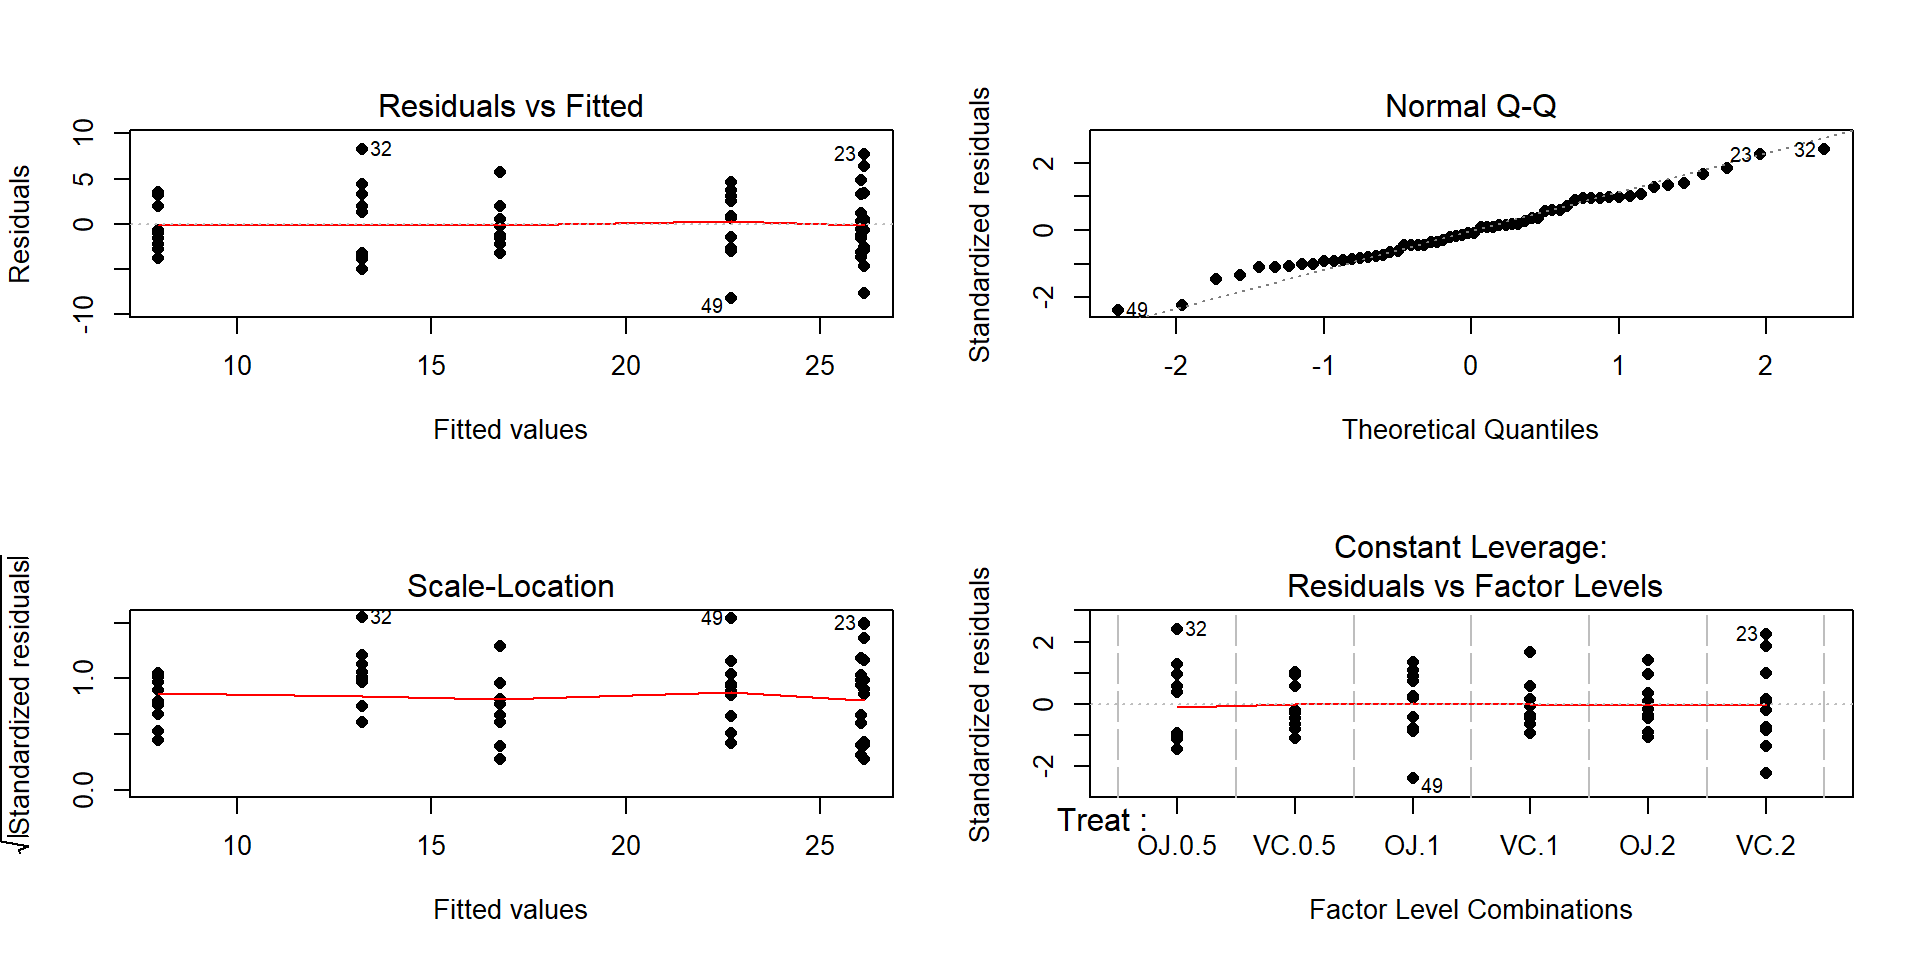 Residuals vs Fitted
Residuals
10
5
0
-10
32
23
49
10
15
20
25
Fitted values
Normal Q-Q
Standardized residuals
2
0
-2
23
32
49
-2
-1
0
1
2
Theoretical Quantiles
Scale-Location
√|Standardized residuals|
1.0
0.0
32
49
23
10
15
20
25
Fitted values
Constant Leverage:
Residuals vs Factor Levels
Standardized residuals
2
0
-2
32
23
49
Treat :
OJ.0.5
VC.0.5
OJ.1
VC.1
OJ.2
VC.2
Factor Level Combinations